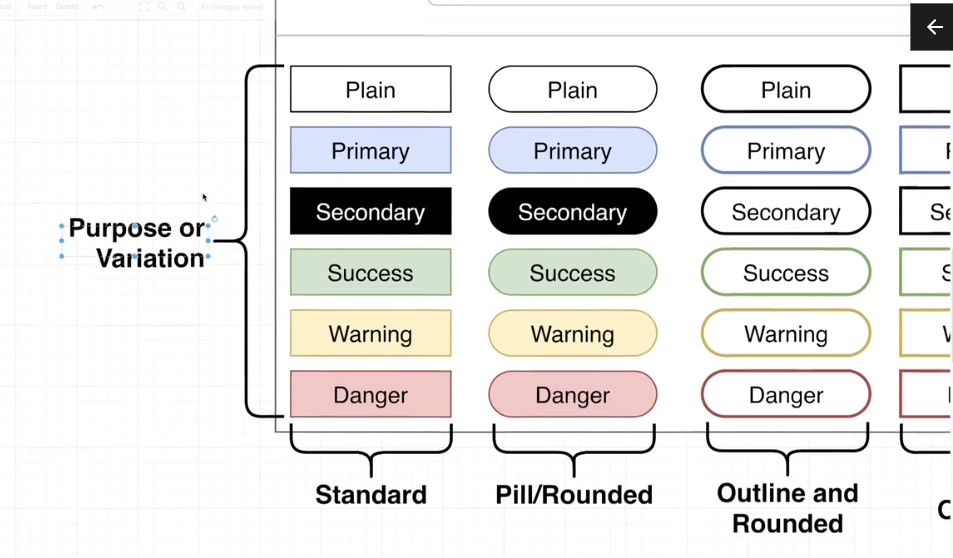 Insert Delete All changes saved
Plain Plain Plain
Primary Primary Primary
Secondary Secondary Secondary
Success Success Success
Warning Warning Warning
Danger Danger Danger
Purpose or
Variation
Standard
Pill/Rounded
Outline and
Rounded